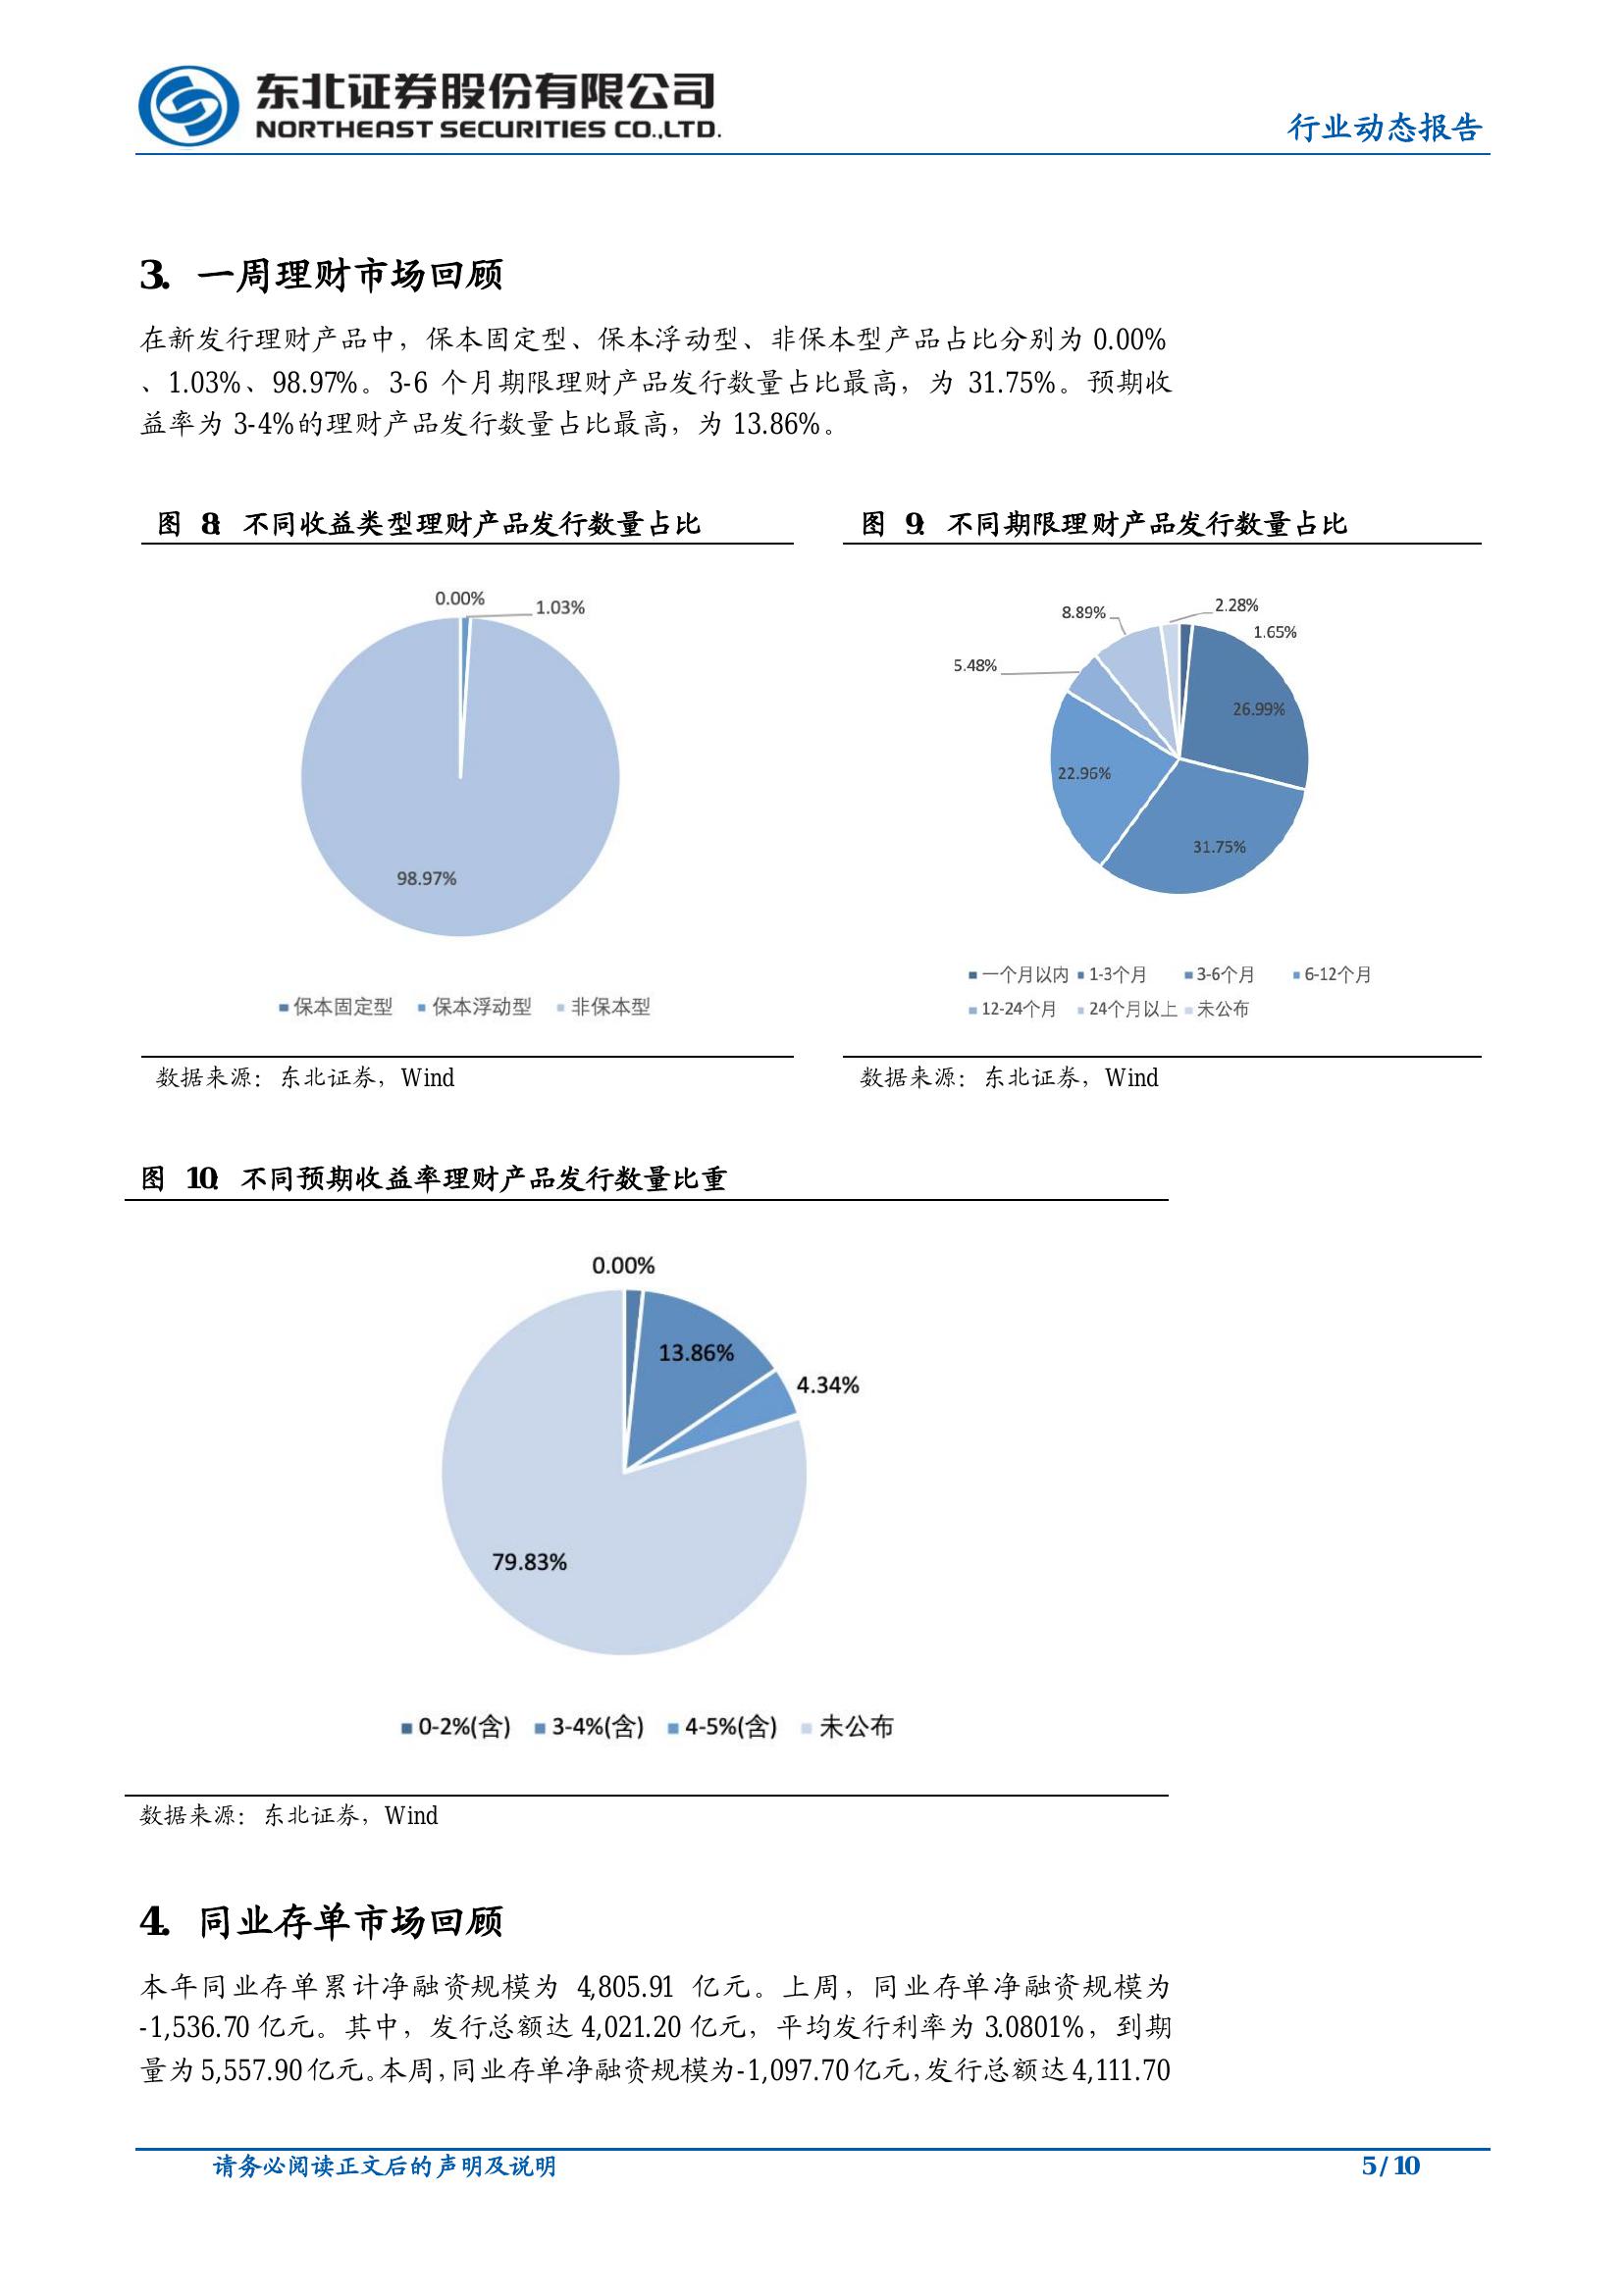 东北证券股份有限公司
NORTHEAST SECURITIES CO.,LTD.
行业动态报告
3. 一周理财市场回顾
在新发行理财产品中，保本固定型、保本浮动型、非保本型产品占比分别为 0.00%
、1.03%、98.97%。3-6 个月期限理财产品发行数量占比最高，为 31.75%。预期收
益率为 3-4%的理财产品发行数量占比最高，为 13.86%。
图 8: 不同收益类型理财产品发行数量占比
0.00%
1.03%
98.97%
保本固定型 保本浮动型 非保本型
数据来源：东北证券，Wind
图 9: 不同期限理财产品发行数量占比
2.28%
8.89%
1.65%
5.48%
26.99%
22.96%
31.75%
一个月以内 1-3个月 3-6个月 6-12个月
12-24个月 24个月以上 未公布
数据来源：东北证券，Wind
图 10: 不同预期收益率理财产品发行数量比重
0.00%
13.86%
4.34%
79.83%
0-2%(含) 3-4%(含) 4-5%(含) 未公布
数据来源：东北证券，Wind
4. 同业存单市场回顾
本年同业存单累计净融资规模为 4,805.91 亿元。上周，同业存单净融资规模为
-1,536.70 亿元。其中，发行总额达 4,021.20 亿元，平均发行利率为 3.0801%，到期
量为 5,557.90 亿元。本周，同业存单净融资规模为-1,097.70 亿元，发行总额达 4,111.70
请务必阅读正文后的声明及说明
5 / 10